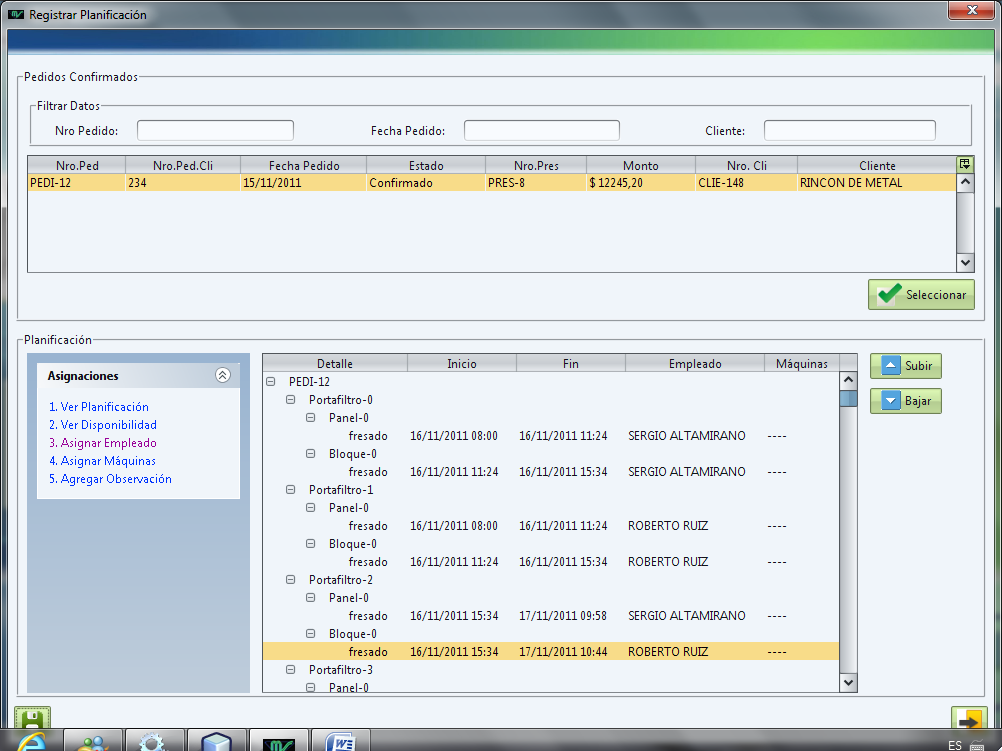 Registrar Planificación
Pedidos Confirmados
Filtrar Datos
Nro Pedido: Fecha Pedido: Cliente:
Nro.Ped Nro.Ped.Cli Fecha Pedido Estado Nro.Pres Monto Nro. Cli Cliente
PEDI-12 234 15/11/2011 Confirmado PRES-8 $ 12245,20 CLIE-148 RINCON DE METAL
Seleccionar
Planificación
Asignaciones
1. Ver Planificación
2. Ver Disponibilidad
3. Asignar Empleado
4. Asignar Máquinas
5. Agregar Observación
Detalle Inicio Fin Empleado Máquinas
PEDI-12
Portafiltro-0
Panel-0
fresado 16/11/2011 08:00 16/11/2011 11:24 SERGIO ALTAMIRANO ----
Bloque-0
fresado 16/11/2011 11:24 16/11/2011 15:34 SERGIO ALTAMIRANO ----
Portafiltro-1
Panel-0
fresado 16/11/2011 08:00 16/11/2011 11:24 ROBERTO RUIZ ----
Bloque-0
fresado 16/11/2011 11:24 16/11/2011 15:34 ROBERTO RUIZ ----
Portafiltro-2
Panel-0
fresado 16/11/2011 15:34 17/11/2011 09:58 SERGIO ALTAMIRANO ----
Bloque-0
fresado 16/11/2011 15:34 17/11/2011 10:44 ROBERTO RUIZ ----
Portafiltro-3
Panel-0
Subir
Bajar
ES